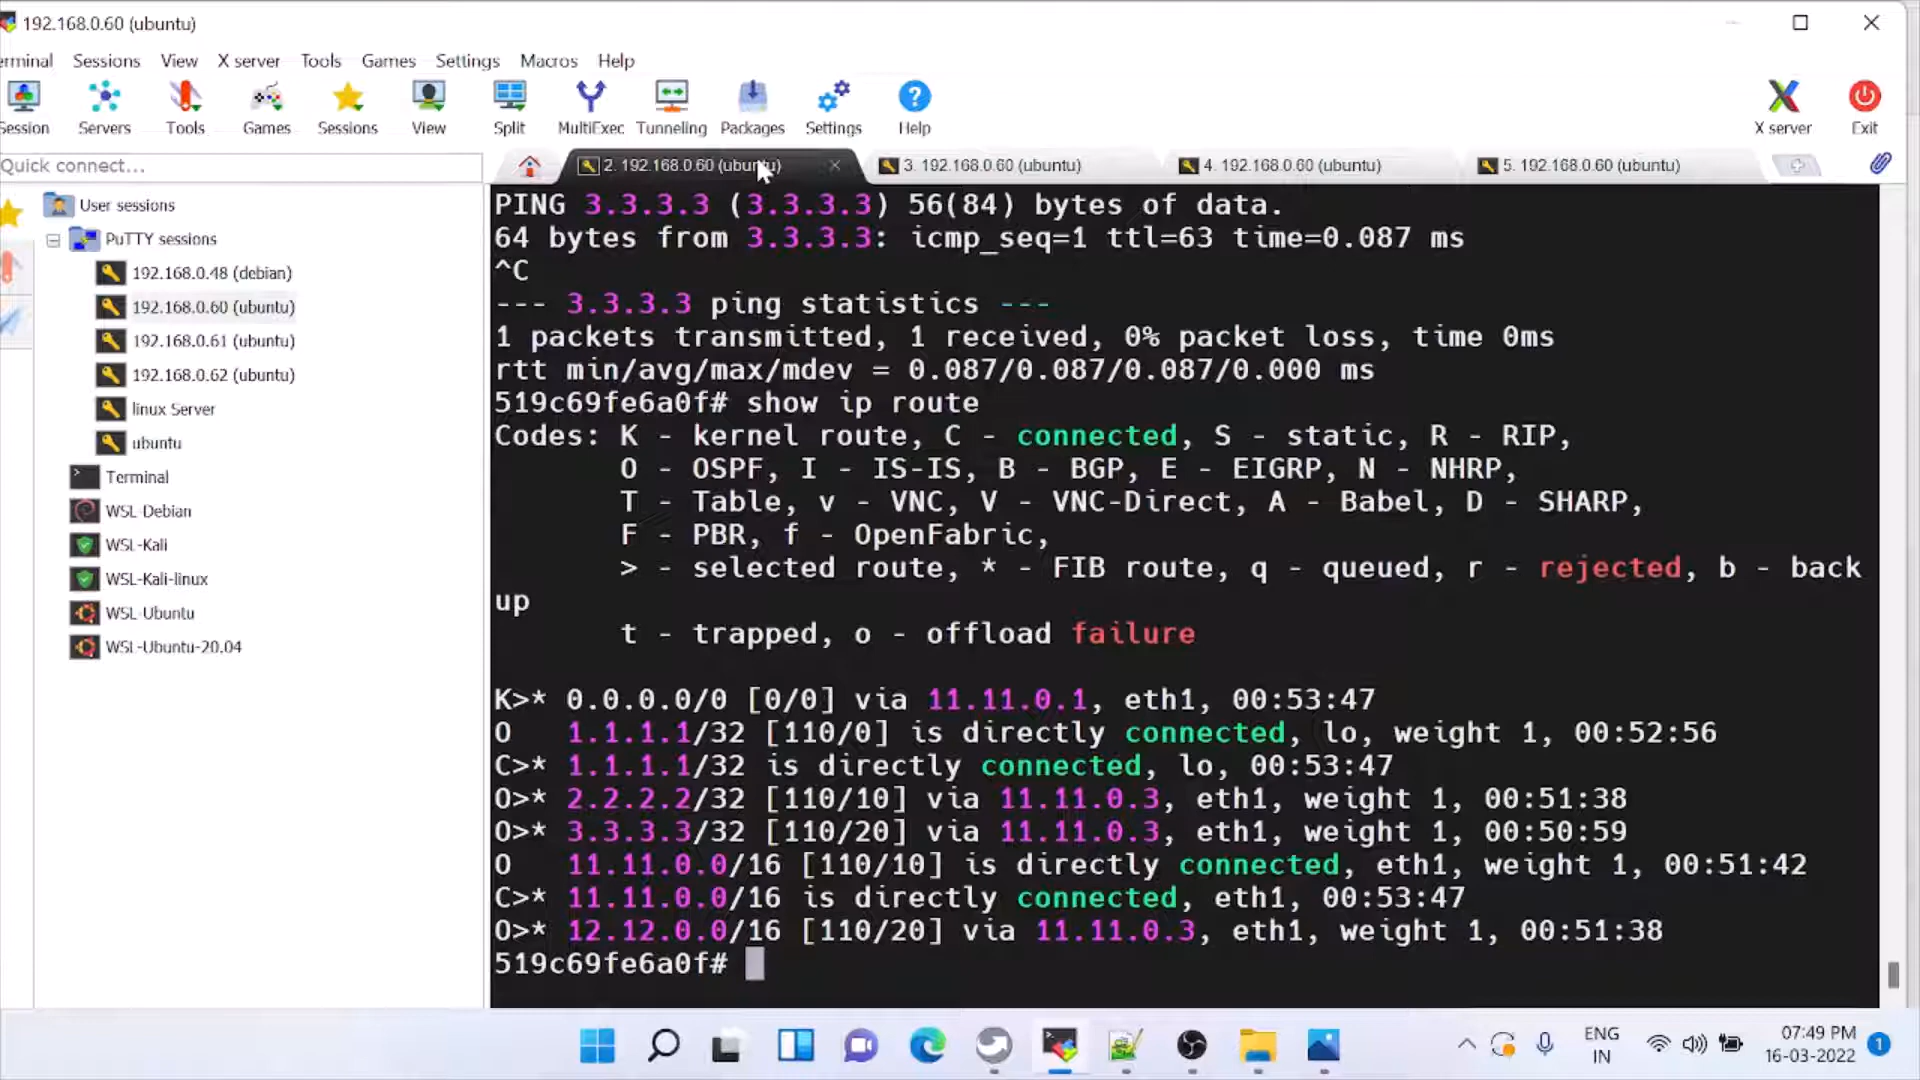 192.168.0.60 (ubuntu)
erminal Sessions View X server Tools Games Settings Macros Help
Session Servers Tools Games Sessions View Split MultiExec Tunneling Packages Settings Help X server Exit
Quick connect...
2. 192.168.0.60 (ubuntu) 3. 192.168.0.60 (ubuntu) 4. 192.168.0.60 (ubuntu) 5. 192.168.0.60 (ubuntu)
User sessions
PuTTY sessions
192.168.0.48 (debian)
192.168.0.60 (ubuntu)
192.168.0.61 (ubuntu)
192.168.0.62 (ubuntu)
linux Server
ubuntu
Terminal
WSL-Debian
WSL-Kali
WSL-Kali-linux
WSL-Ubuntu
WSL-Ubuntu-20.04
PING 3.3.3.3 (3.3.3.3) 56(84) bytes of data.
64 bytes from 3.3.3.3: icmp_seq=1 ttl=63 time=0.087 ms
^C
--- 3.3.3.3 ping statistics ---
1 packets transmitted, 1 received, 0% packet loss, time 0ms
rtt min/avg/max/mdev = 0.087/0.087/0.087/0.000 ms
519c69fe6a0f# show ip route
Codes: K - kernel route, C - connected, S - static, R - RIP,
O - OSPF, I - IS-IS, B - BGP, E - EIGRP, N - NHRP,
T - Table, v - VNC, V - VNC-Direct, A - Babel, D - SHARP,
F - PBR, f - OpenFabric,
> - selected route, * - FIB route, q - queued, r - rejected, b - back
up
t - trapped, o - offload failure
K>* 0.0.0.0/0 [0/0] via 11.11.0.1, eth1, 00:53:47
O 1.1.1.1/32 [110/0] is directly connected, lo, weight 1, 00:52:56
C>* 1.1.1.1/32 is directly connected, lo, 00:53:47
O>* 2.2.2.2/32 [110/10] via 11.11.0.3, eth1, weight 1, 00:51:38
O>* 3.3.3.3/32 [110/20] via 11.11.0.3, eth1, weight 1, 00:50:59
O 11.11.0.0/16 [110/10] is directly connected, eth1, weight 1, 00:51:42
C>* 11.11.0.0/16 is directly connected, eth1, 00:53:47
O>* 12.12.0.0/16 [110/20] via 11.11.0.3, eth1, weight 1, 00:51:38
519c69fe6a0f#
ENG
IN
07:49 PM
16-03-2022
1